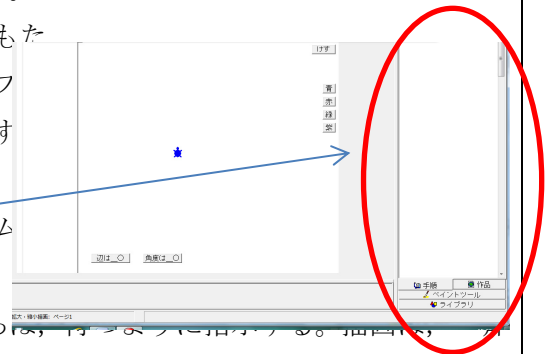 もた
けす
フ
青
赤
す
緑
紫
ム
辺は_〇 角度は_〇
手順 作品
ペイントツール
ライブラリ
拡大・縮小描画: ページ1